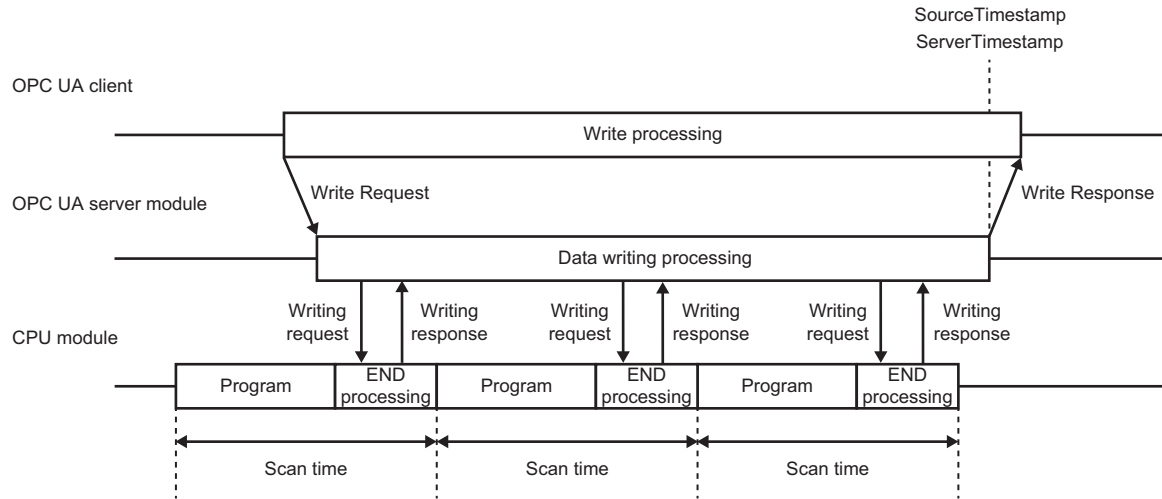 SourceTimestamp
ServerTimestamp
OPC UA client
Write processing
Write Request
OPC UA server module
Write Response
Data writing processing
Writing
request
Writing
response
Writing
request
Writing
response
Writing
request
Writing
response
CPU module
Program
END
processing
Program
END
processing
Program
END
processing
Scan time
Scan time
Scan time